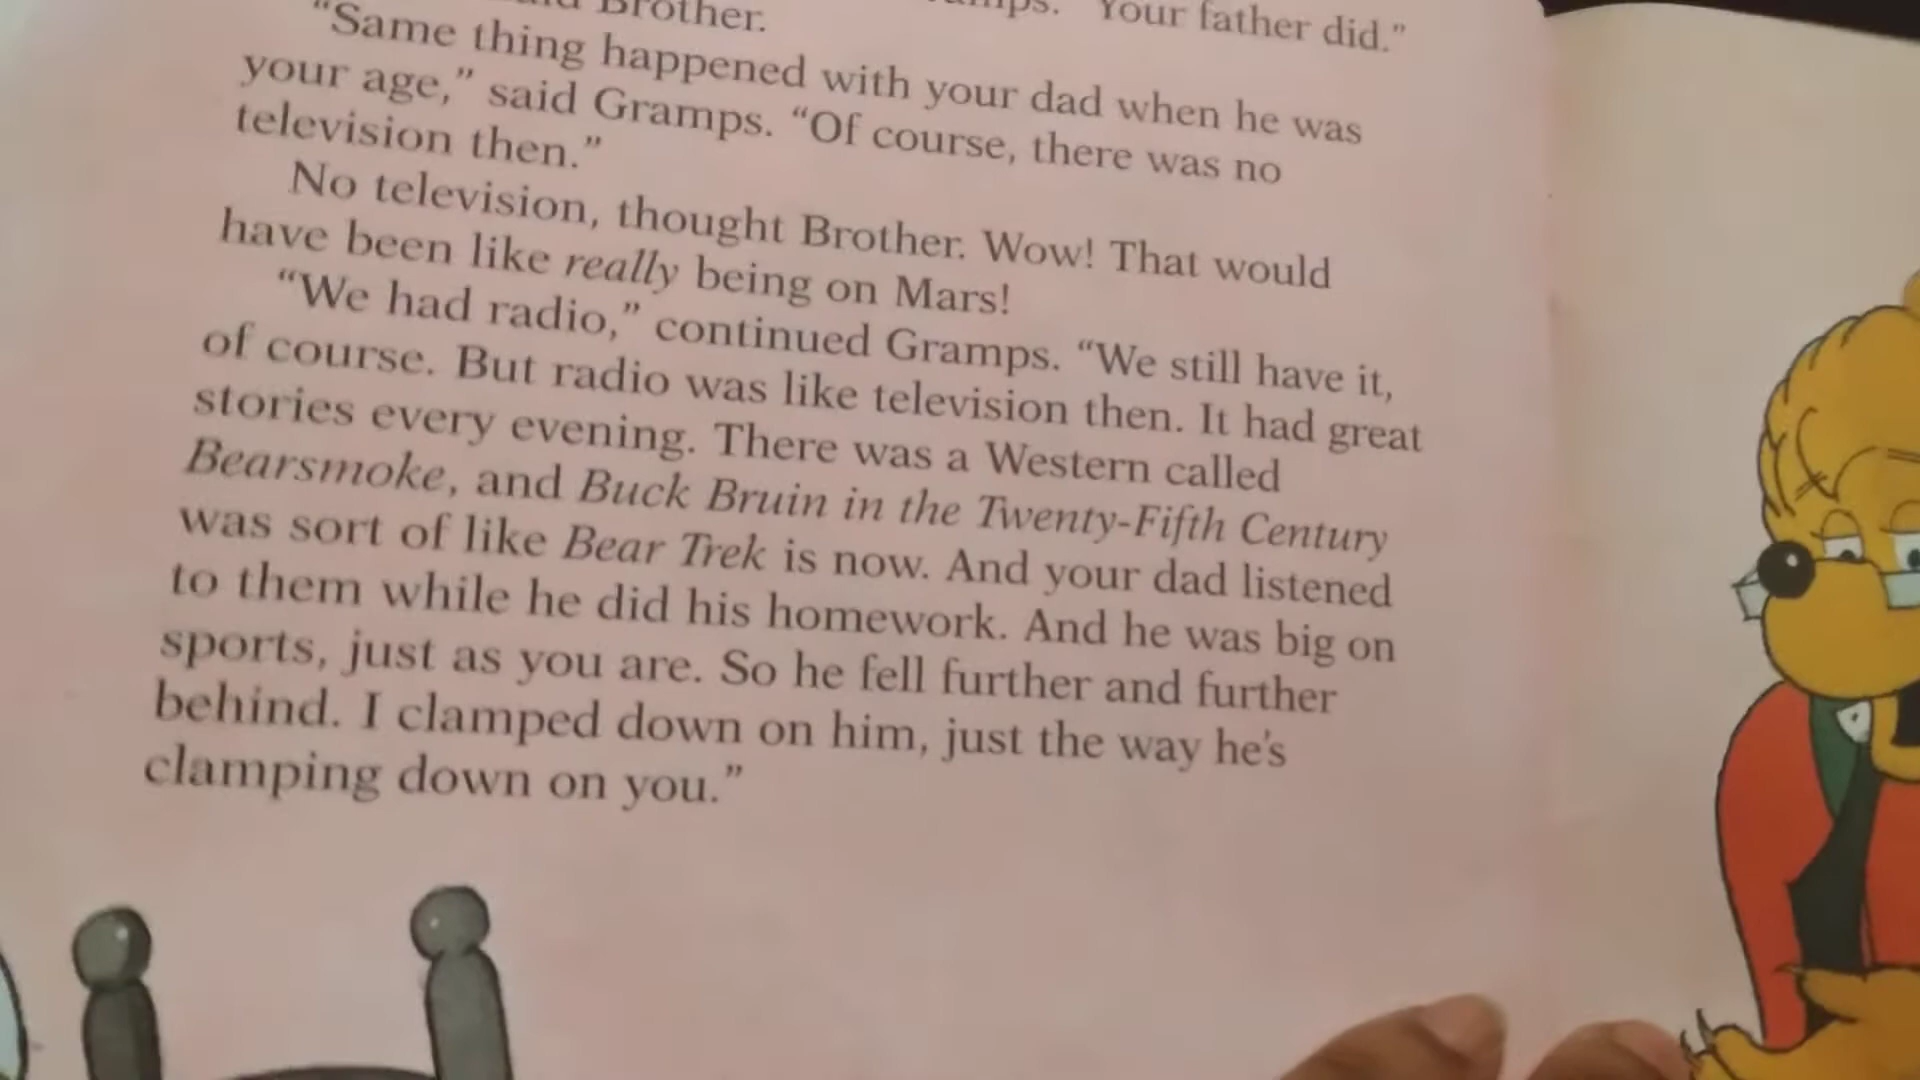 Brother. Your father did.”
“Same thing happened with your dad when he was
your age,” said Gramps. “Of course, there was no
television then.”
No television, thought Brother. Wow! That would
have been like really being on Mars!
“We had radio,” continued Gramps. “We still have it,
of course. But radio was like television then. It had great
stories every evening. There was a Western called
Bearsmoke, and Buck Bruin in the Twenty-Fifth Century
was sort of like Bear Trek is now. And your dad listened
to them while he did his homework. And he was big on
sports, just as you are. So he fell further and further
behind. I clamped down on him, just the way he's
clamping down on you.”